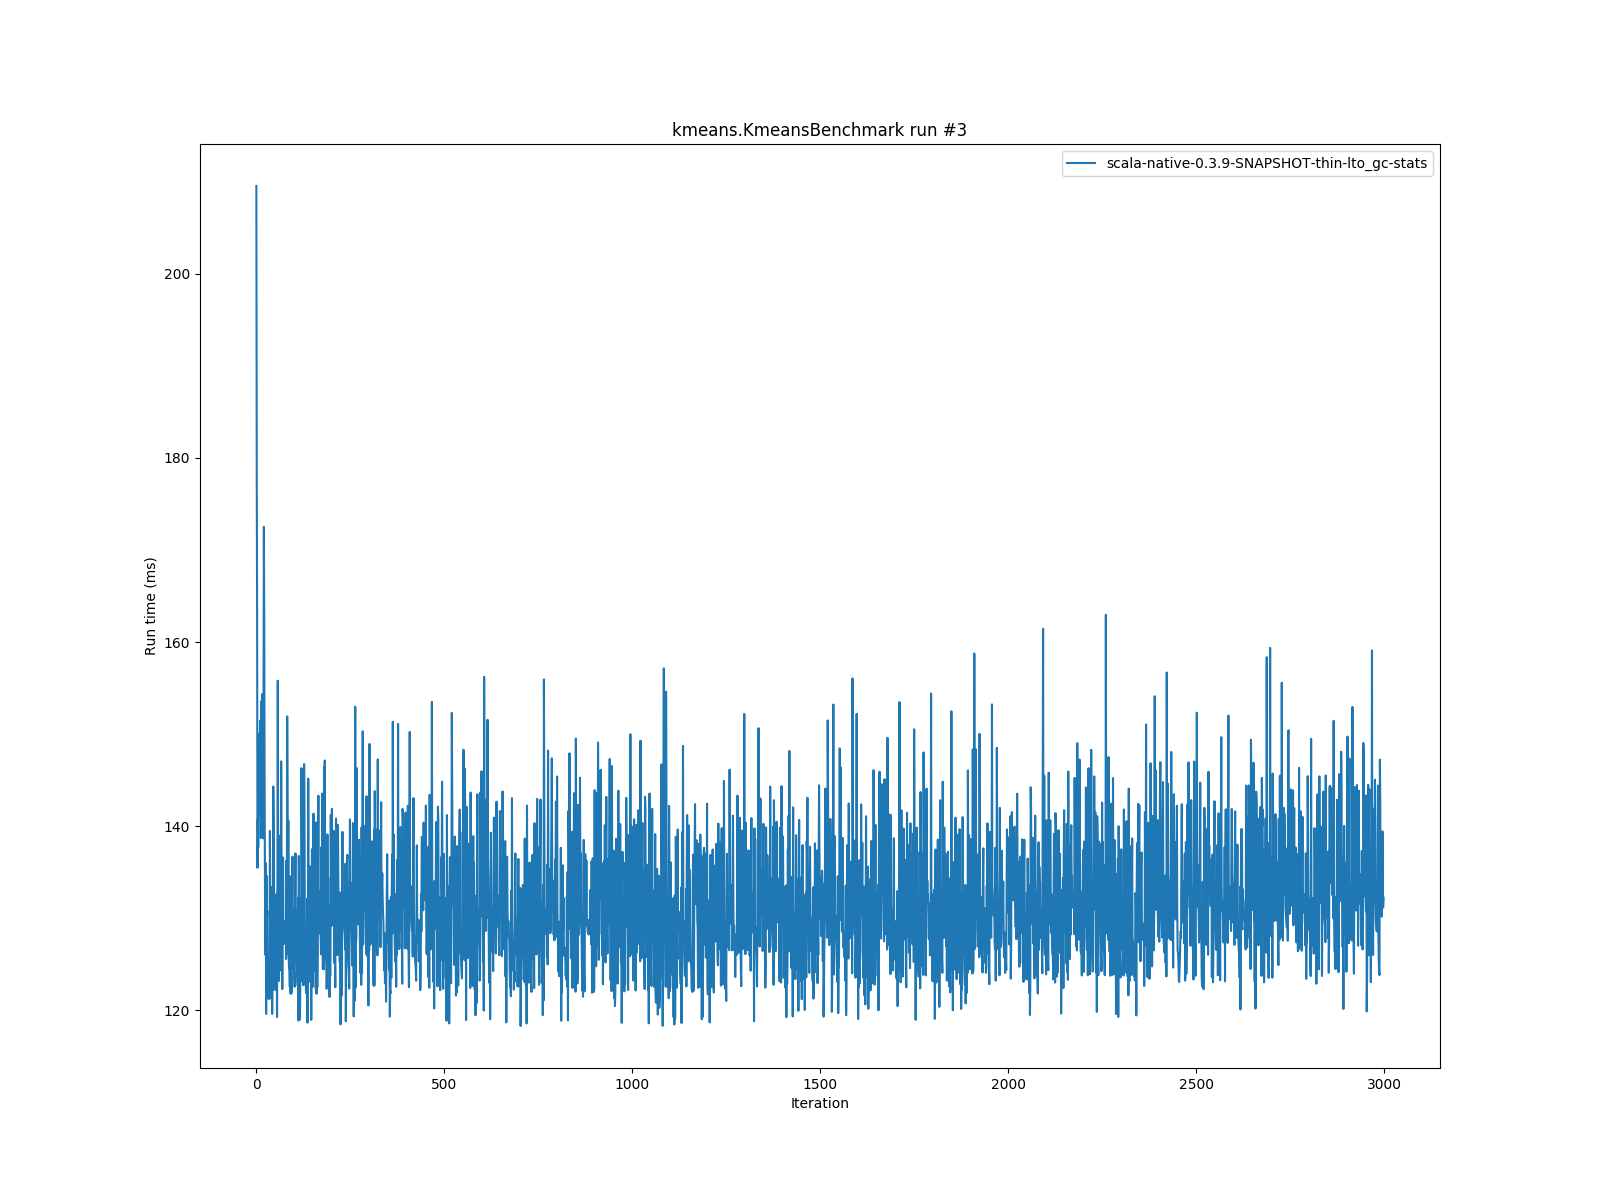 kmeans.KmeansBenchmark run #3
scala-native-0.3.9-SNAPSHOT-thin-lto_gc-stats
200
180
160
140
120
Run time (ms)
0 500 1000 1500 2000 2500 3000
Iteration